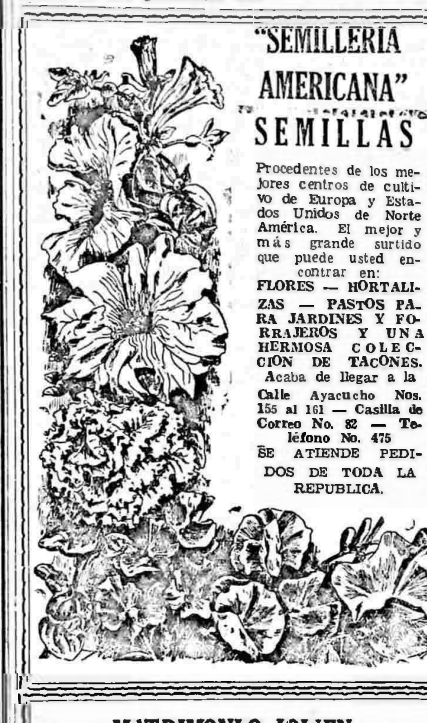 "SEMILLERIA
AMERICANA"
SEMILLAS
Procedentes de los me-
jores centros de culti-
vo de Europa y Esta-
dos Unidos de Norte
América. El mejor y
más grande surtido
que puede usted en-
contrar en:
FLORES — HORTALI-
ZAS — PASTOS PA-
RA JARDINES Y FO-
RRAJEROS Y UNA
HERMOSA COLEC-
CION DE TACONES.
Acaba de llegar a la
Calle Ayacucho Nos.
155 al 161 — Casilla de
Correo No. 82 — Te-
léfono No. 475
SE ATIENDE PEDI-
DOS DE TODA LA
REPUBLICA.
MATRIMONIO